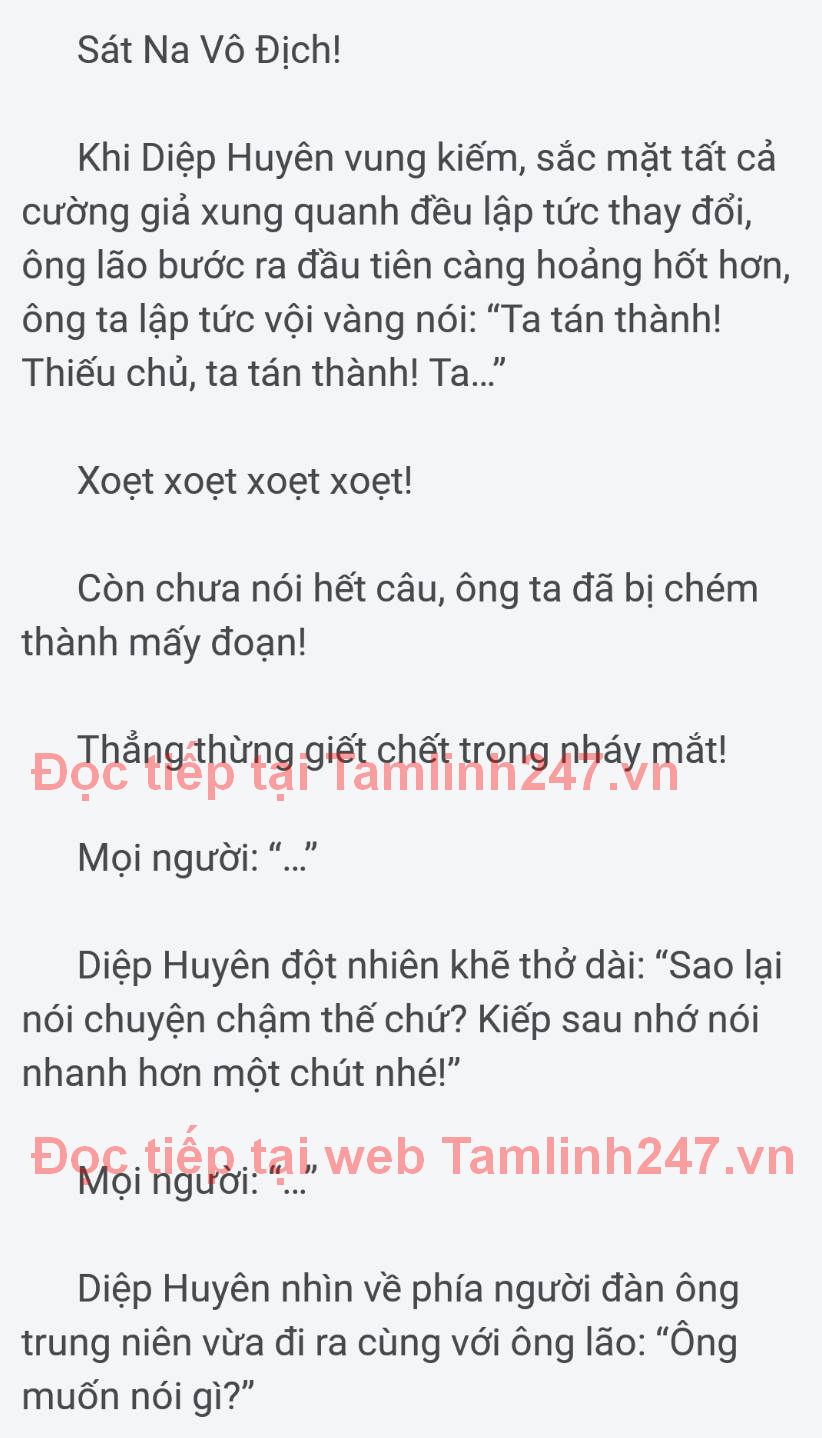 Sát Na Vô Địch!
Khi Diệp Huyên vung kiếm, sắc mặt tất cả
cường giả xung quanh đều lập tức thay đổi,
ông lão bước ra đầu tiên càng hoảng hốt hơn,
ông ta lập tức vội vàng nói: “Ta tán thành!
Thiếu chủ, ta tán thành! Ta...”
Xoẹt xoẹt xoẹt xoẹt!
Còn chưa nói hết câu, ông ta đã bị chém
thành mấy đoạn!
Thẳng thừng giết chết trong nháy mắt!
Đọc tiếp tại Tamlinh247.vn
Mọi người: “...”
Diệp Huyên đột nhiên khẽ thở dài: “Sao lại
nói chuyện chậm thế chứ? Kiếp sau nhớ nói
nhanh hơn một chút nhé!”
Đọc tiếp tại web Tamlinh247.vn
Mọi người: “...”
Diệp Huyên nhìn về phía người đàn ông
trung niên vừa đi ra cùng với ông lão: “Ông
muốn nói gì?”